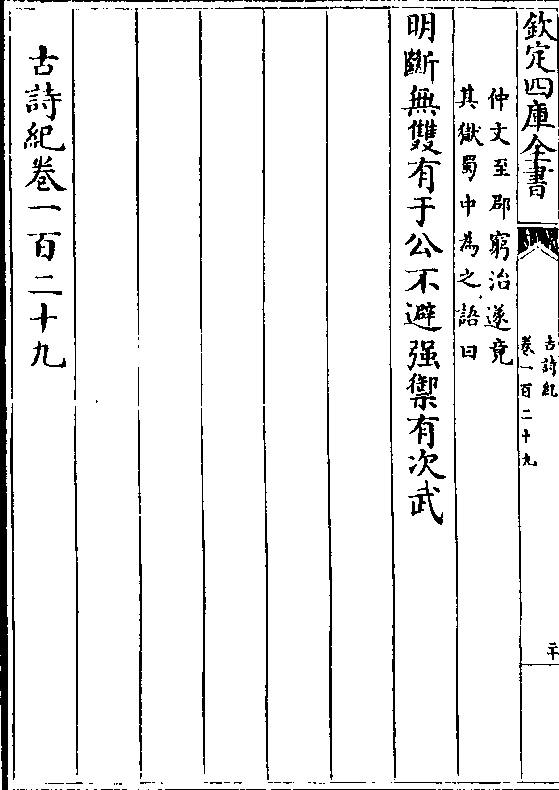 欽定四庫全書
古詩紀
卷一百二十九
二十
仲文至郡窮治遂竟
其獄蜀中為之語曰
明斷無雙有于公不避强禦有次武
古詩紀卷一百二十九